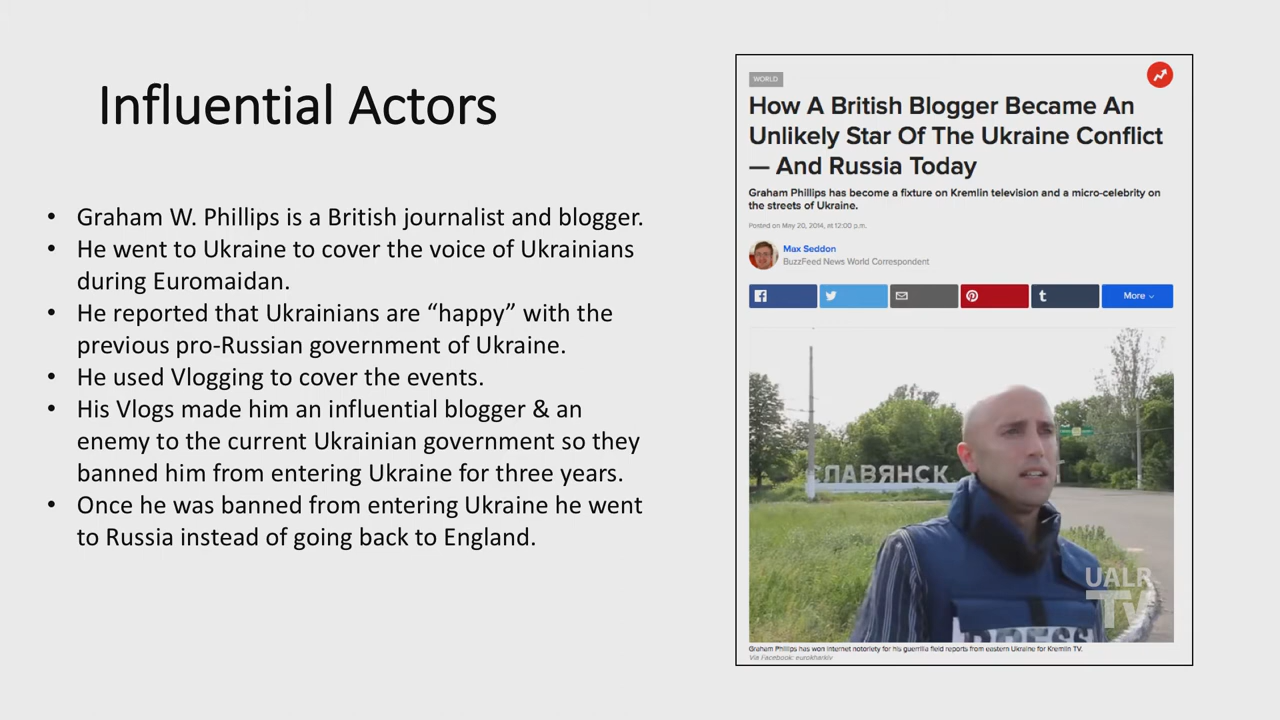 Influential Actors
• Graham W. Phillips is a British journalist and blogger.
• He went to Ukraine to cover the voice of Ukrainians
during Euromaidan.
• He reported that Ukrainians are “happy” with the
previous pro-Russian government of Ukraine.
• He used Vlogging to cover the events.
• His Vlogs made him an influential blogger & an
enemy to the current Ukrainian government so they
banned him from entering Ukraine for three years.
• Once he was banned from entering Ukraine he went
to Russia instead of going back to England.
WORLD
How A British Blogger Became An
Unlikely Star Of The Ukraine Conflict
— And Russia Today
Graham Phillips has become a fixture on Kremlin television and a micro-celebrity on
the streets of Ukraine.
Posted on May 20, 2014, at 12:00 p.m.
Max Seddon
BuzzFeed News World Correspondent
More
СЛАВЯНСК
UALR
TV
PRESS
Graham Phillips has won internet notoriety for his guerrilla field reports from eastern Ukraine for Kremlin TV.
Via Facebook: eurokharkiv